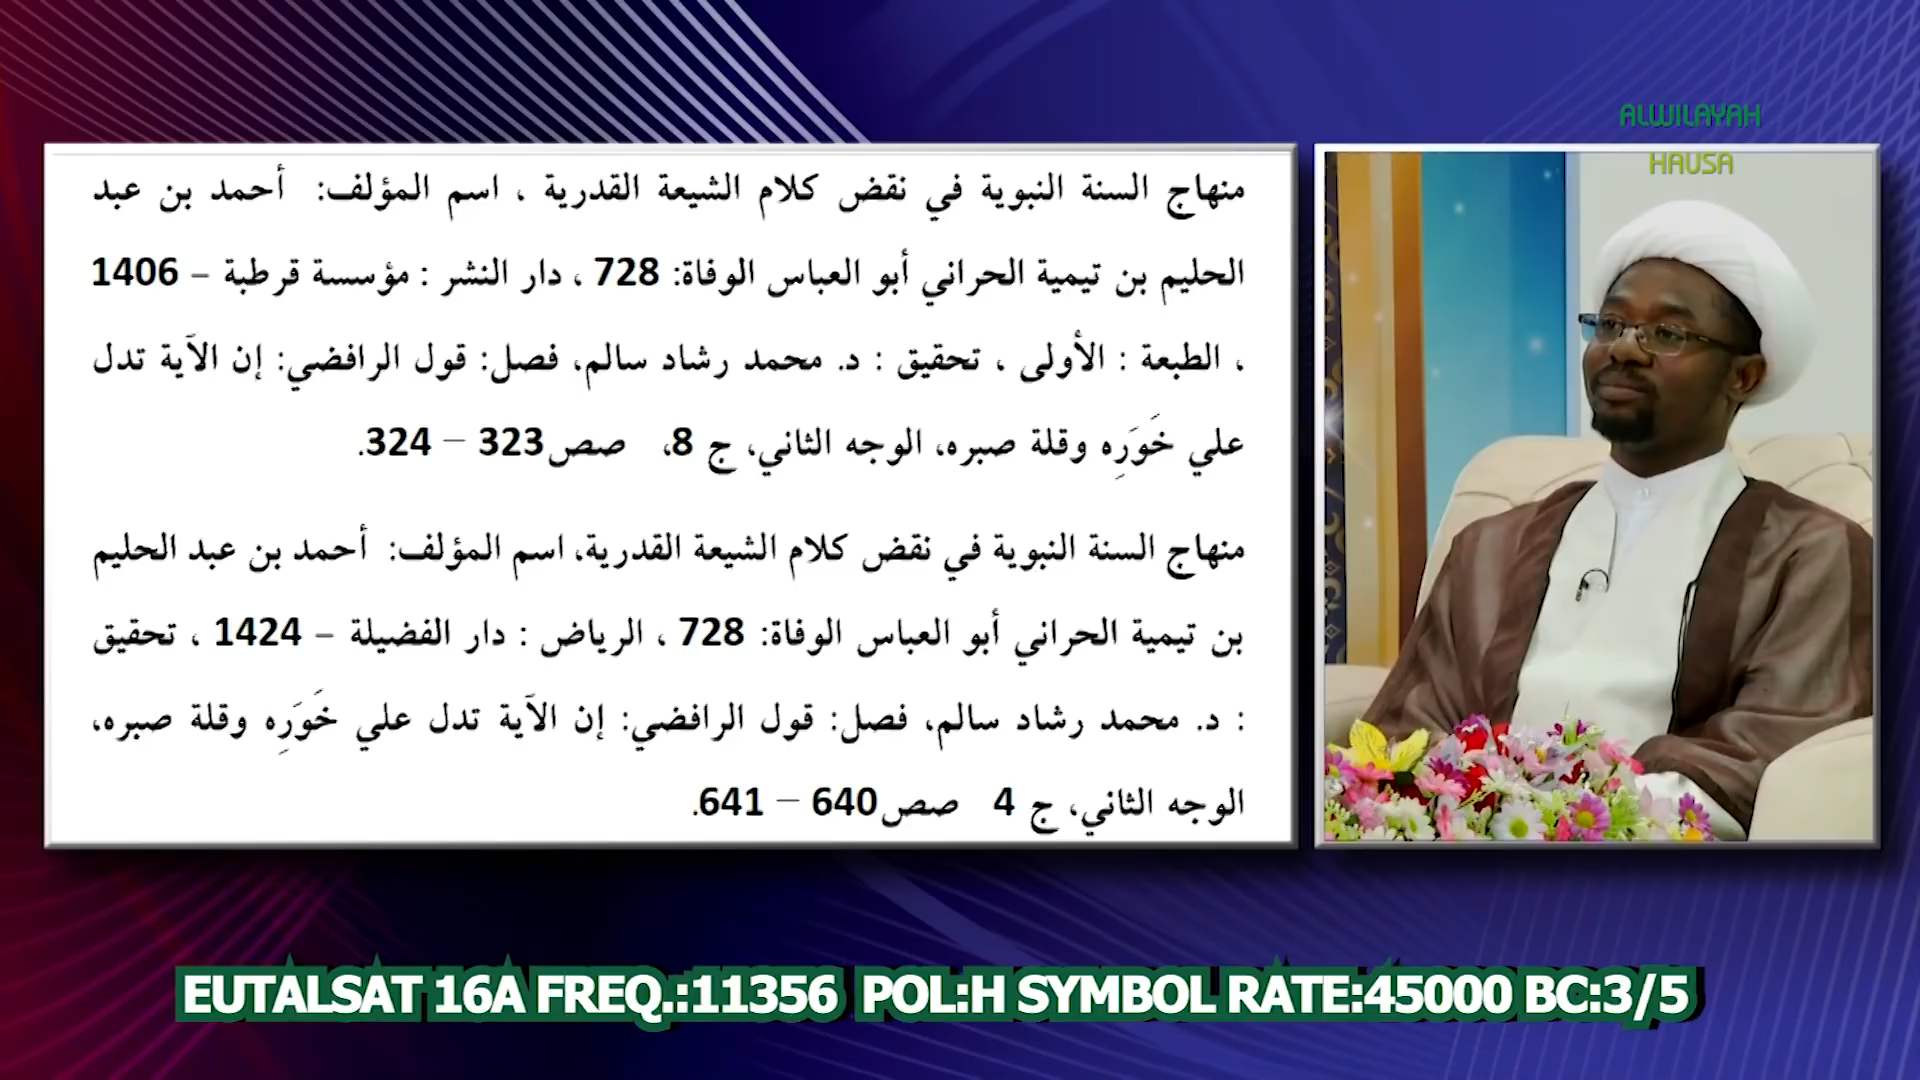 ALWILAYAH
HAUSA
منهاج السنة النبوية في نقض كلام الشيعة القدرية ، اسم المؤلف: أحمد بن عبد
الحليم بن تيمية الحراني أبو العباس الوفاة: 728 ، دار النشر : مؤسسة قرطبة – 1406
، الطبعة : الأولى ، تحقيق : د. محمد رشاد سالم، فصل: قول الرافضي: إن الآية تدل
علي خَوَرِه وقلة صبره، الوجه الثاني، ج 8، صص323 – 324.
منهاج السنة النبوية في نقض كلام الشيعة القدرية، اسم المؤلف: أحمد بن عبد الحليم
بن تيمية الحراني أبو العباس الوفاة: 728 ، الرياض : دار الفضيلة – 1424 ، تحقيق
: د. محمد رشاد سالم، فصل: قول الرافضي: إن الآية تدل علي خَوَرِه وقلة صبره،
الوجه الثاني، ج 4 صص640 – 641.
EUTALSAT 16A FREQ.:11356 POL:H SYMBOL RATE:45000 BC:3/5